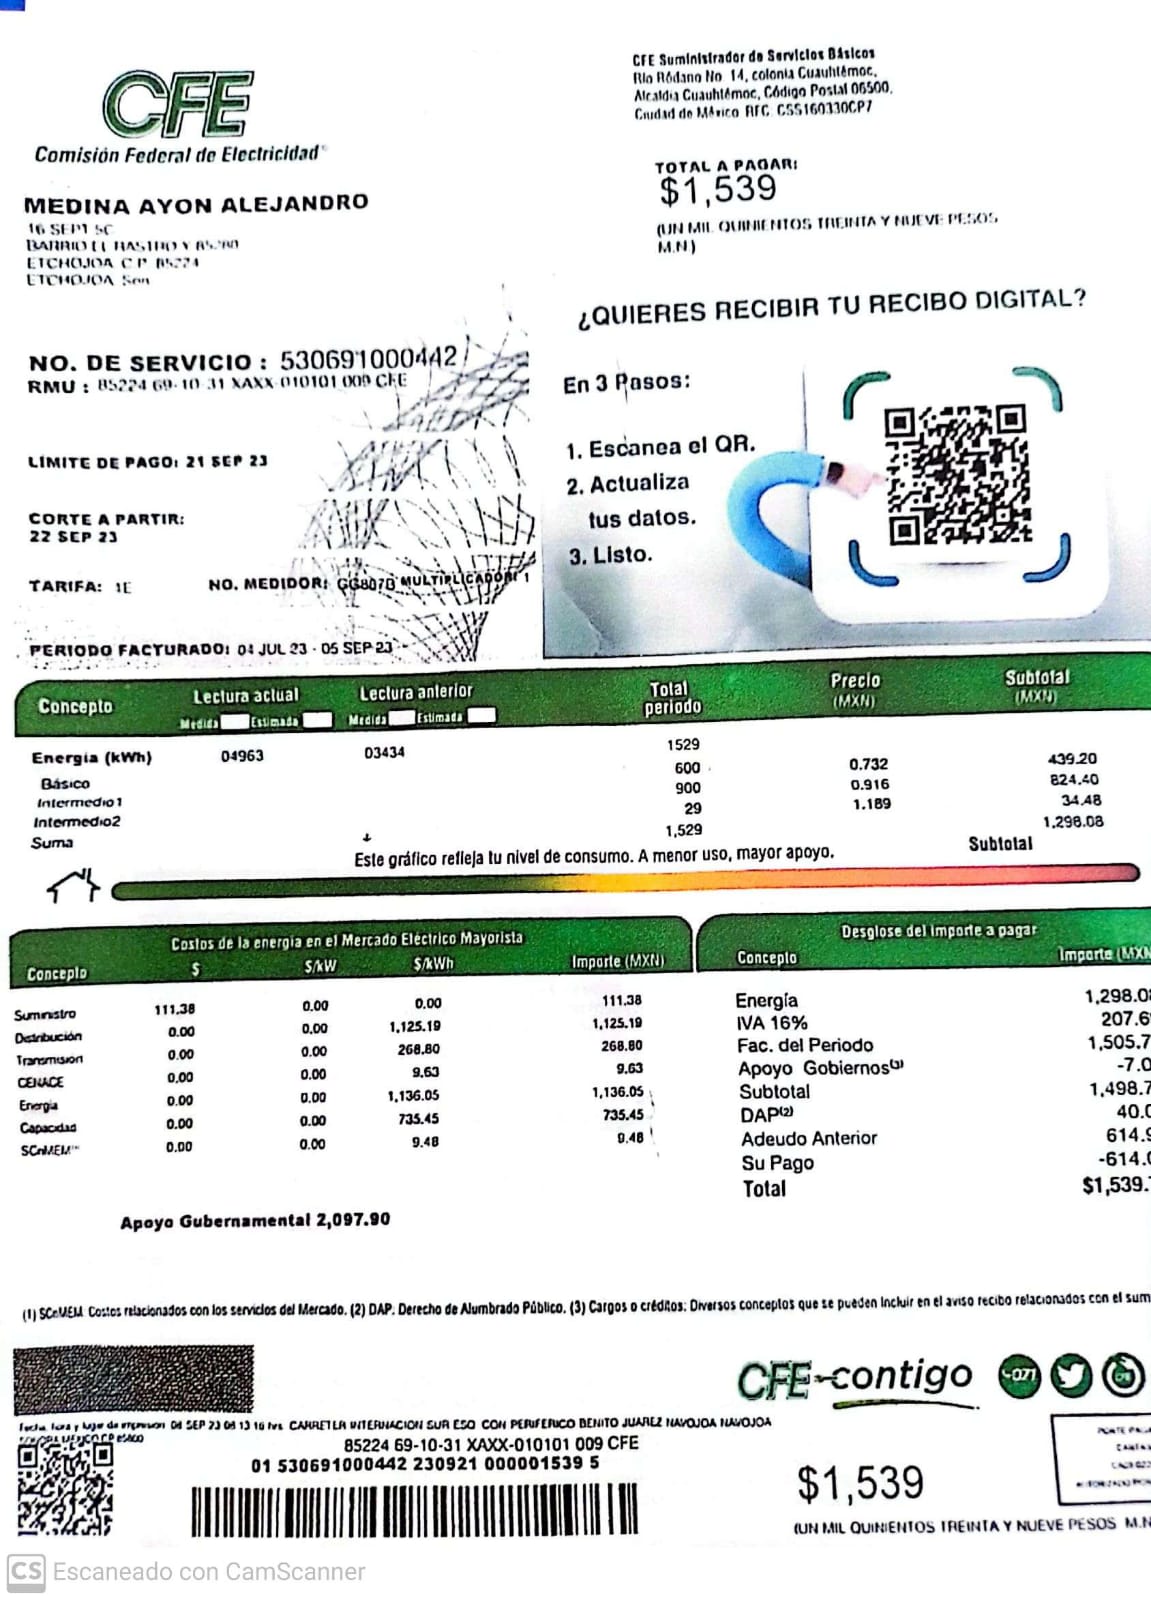 CFE
Comisión Federal de Electricidad
CFE Suministrador de Servicios Básicos
Río Ródano No. 14, colonia Cuauhtémoc,
Alcaldía Cuauhtémoc, Código Postal 06500,
Ciudad de México RFC. CSS160330CP7
TOTAL A PAGAR:
$1,539
(UN MIL QUINIENTOS TREINTA Y NUEVE PESOS
M.N)
MEDINA AYON ALEJANDRO
16 SEPT SC
BARRIO EL RASTRO Y 85280
ETCHOJOA C.P. 85224
ETCHOJOA Son
¿QUIERES RECIBIR TU RECIBO DIGITAL?
NO. DE SERVICIO : 530691000442
RMU : 85224 69-10-31 XAXX-010101 009 CFE
En 3 Pasos:
1. Escanea el QR.
2. Actualiza
tus datos.
3. Listo.
LÍMITE DE PAGO: 21 SEP 23
CORTE A PARTIR:
22 SEP 23
TARIFA: 1E NO. MEDIDOR: MULTIPLICADOR: 1
PERIODO FACTURADO: 04 JUL 23 - 05 SEP 23
Concepto Lectura actual Lectura anterior Total periodo Precio (MXN) Subtotal (MXN)
Medida Estimada Medida Estimada
Energía (kWh) 04963 03434 1529
Básico 600 0.732 439.20
Intermedio1 900 0.916 824.40
Intermedio2 29 1.189 34.48
Suma 1,529 1,298.08
Este gráfico refleja tu nivel de consumo. A menor uso, mayor apoyo.
Subtotal
Costos de la energía en el Mercado Eléctrico Mayorista
Concepto $ $/kW $/kWh Importe (MXN)
Suministro 111.38 0.00 0.00 111.38
Distribución 0.00 0.00 1,125.19 1,125.19
Transmisión 0.00 0.00 268.80 268.80
CENACE 0.00 0.00 9.63 9.63
Energía 0.00 0.00 1,136.05 1,136.05
Capacidad 0.00 0.00 735.45 735.45
SCnMEM(1) 0.00 0.00 9.48 9.48
Desglose del importe a pagar
Concepto Importe (MXN
Energía 1,298.0
IVA 16% 207.6
Fac. del Periodo 1,505.7
Apoyo Gobiernos(3) -7.0
Subtotal 1,498.7
DAP(2) 40.0
Adeudo Anterior 614.9
Su Pago -614.0
Total $1,539.
Apoyo Gubernamental 2,097.90
(1) SCnMEM. Costos relacionados con los servicios del Mercado. (2) DAP. Derecho de Alumbrado Público. (3) Cargos o créditos: Diversos conceptos que se pueden incluir en el aviso recibo relacionados con el sum
CFE contigo 071
Fecha, hora y lugar de impresión 04 SEP 23 hrs. CARRETER INTERNACION SUR ESQ CON PERIFERICO BENITO JUAREZ NAVOJOA NAVOJOA
85224 69-10-31 XAXX-010101 009 CFE
01 530691000442 230921 000001539 5
$1,539
(UN MIL QUINIENTOS TREINTA Y NUEVE PESOS M.N
CS Escaneado con CamScanner